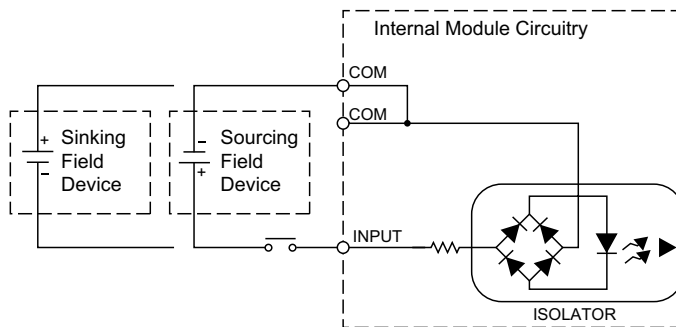 Internal Module Circuitry
COM
COM
+ Sinking
Field
- Device
- Sourcing
Field
+ Device
INPUT
ISOLATOR